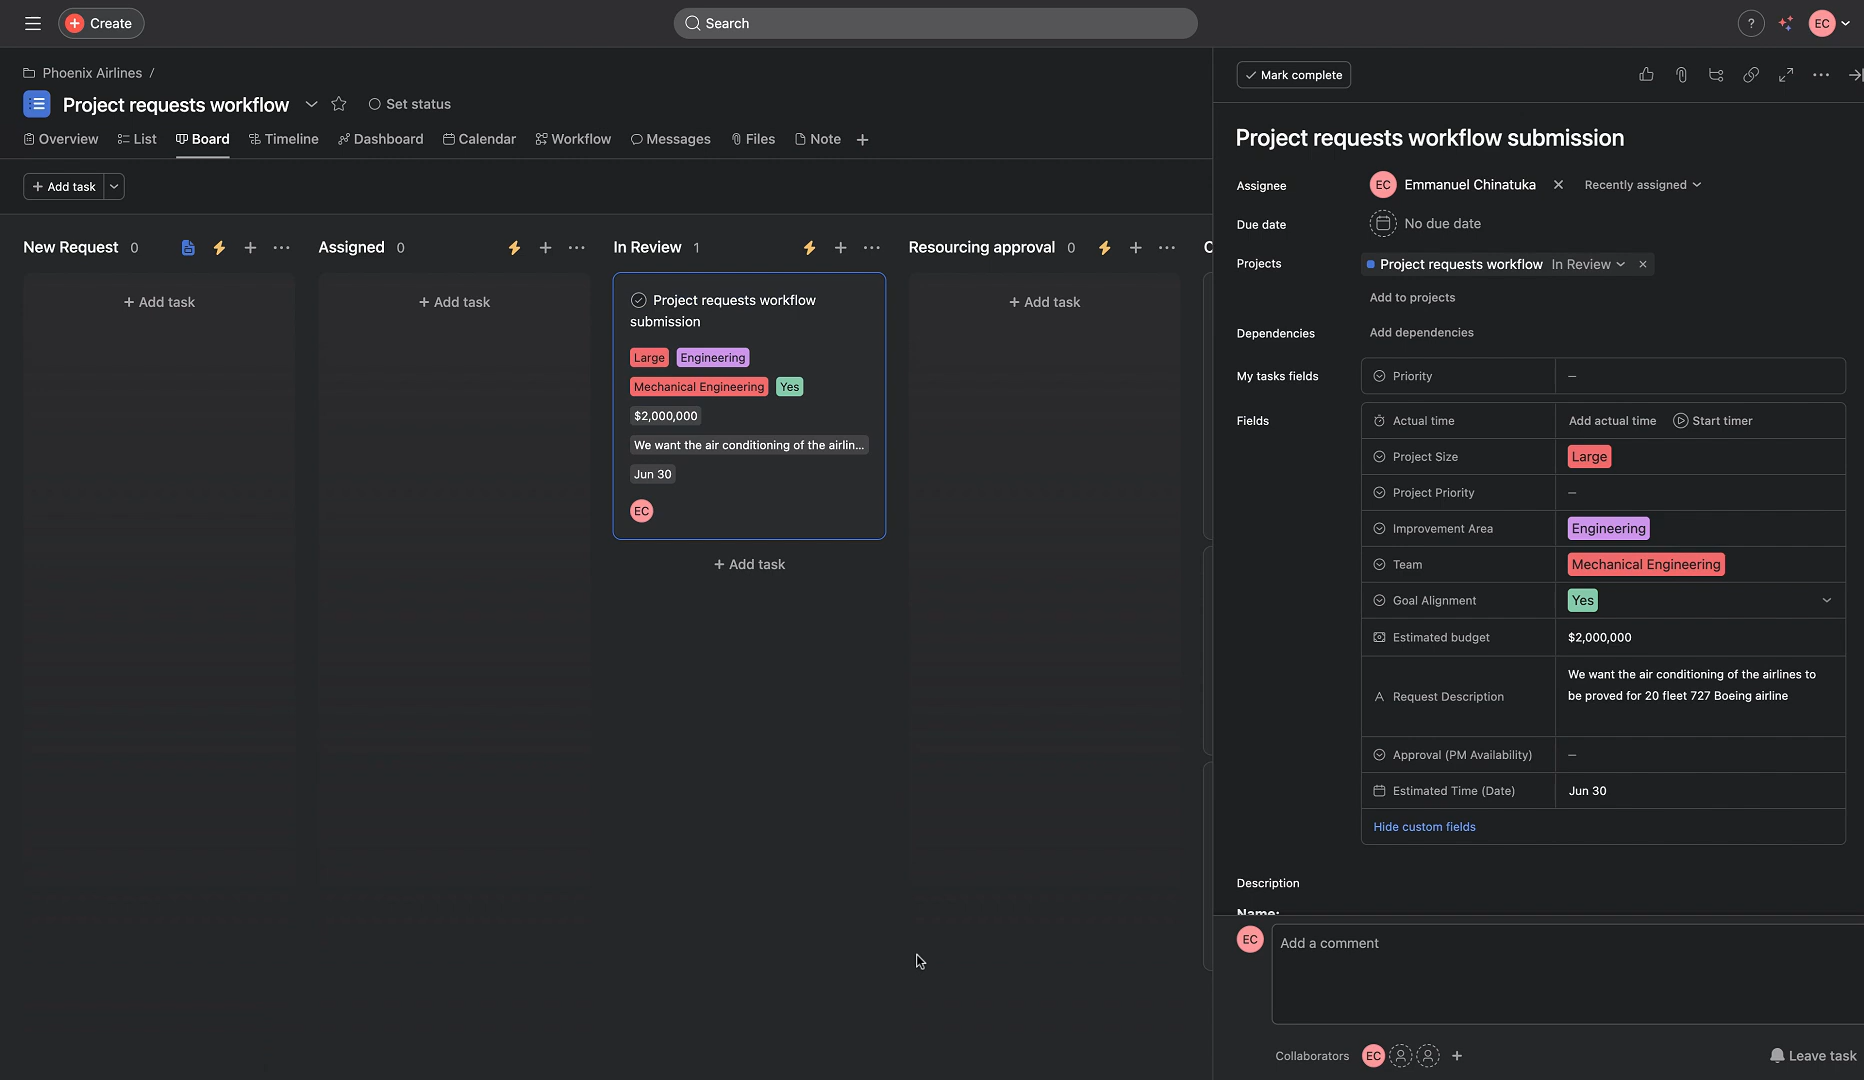 Create
Search
?
EC
Phoenix Airlines /
Project requests workflow
Set status
Overview
List
Board
Timeline
Dashboard
Calendar
Workflow
Messages
Files
Note
+ Add task
New Request 0
+ Add task
Assigned 0
+ Add task
In Review 1
Project requests workflow
submission
Large Engineering
Mechanical Engineering Yes
$2,000,000
We want the air conditioning of the airlin...
Jun 30
EC
+ Add task
Resourcing approval 0
+ Add task
Mark complete
Project requests workflow submission
Assignee
EC Emmanuel Chinatuka
Recently assigned
Due date
No due date
Projects
Project requests workflow In Review
Add to projects
Dependencies
Add dependencies
My tasks fields
Priority
—
Fields
Actual time
Add actual time
Start timer
Project Size
Large
Project Priority
—
Improvement Area
Engineering
Team
Mechanical Engineering
Goal Alignment
Yes
Estimated budget
$2,000,000
Request Description
We want the air conditioning of the airlines to
be proved for 20 fleet 727 Boeing airline
Approval (PM Availability)
—
Estimated Time (Date)
Jun 30
Hide custom fields
Description
Name:
EC
Add a comment
Collaborators
EC
Leave task